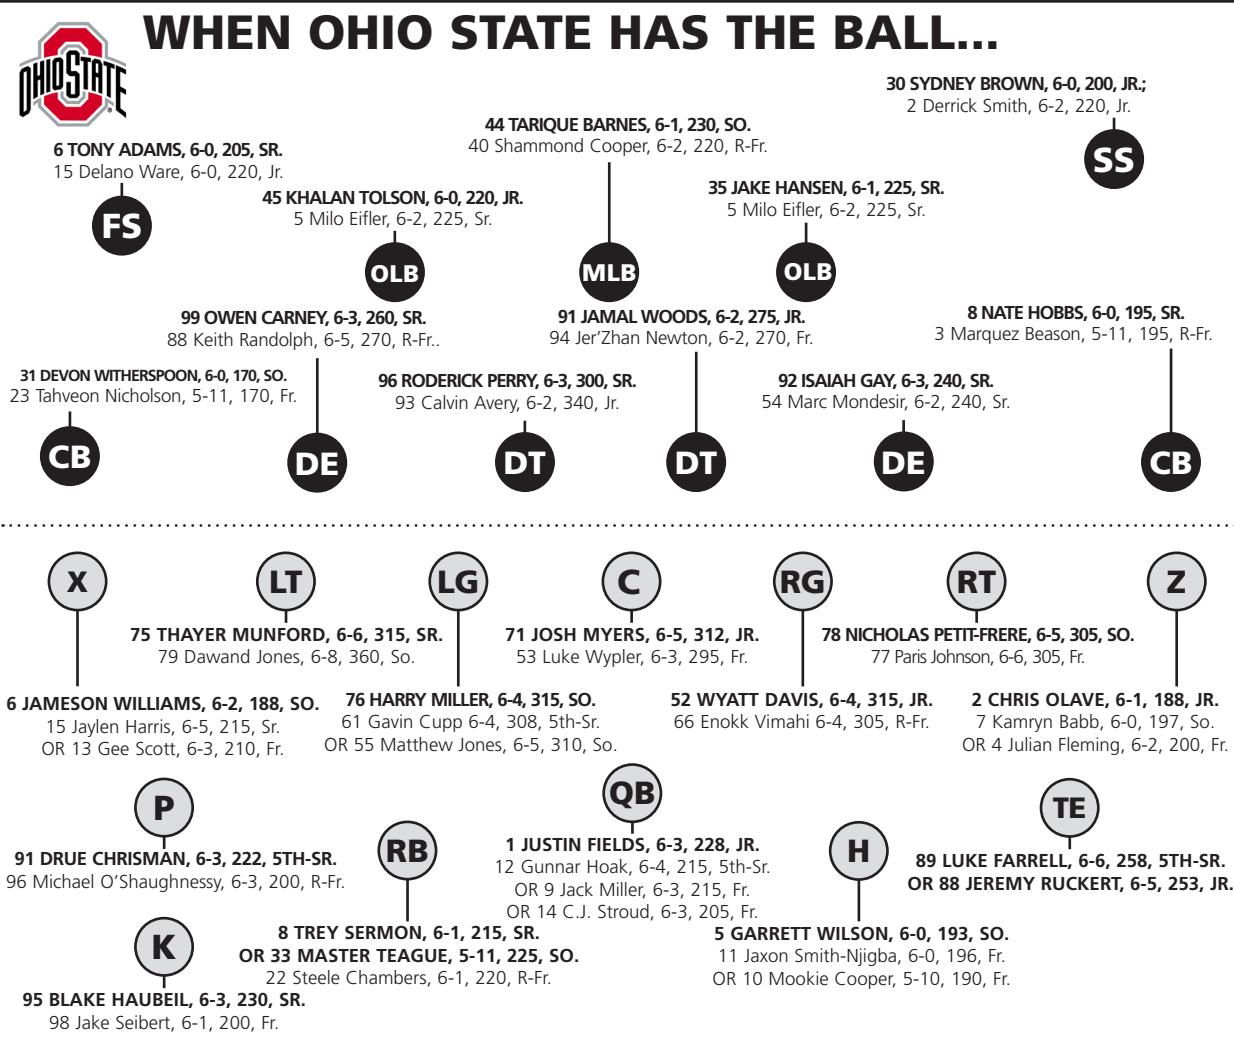 WHEN OHIO STATE HAS THE BALL...
OHIO STATE
®
30 SYDNEY BROWN, 6-0, 200, JR.;
2 Derrick Smith, 6-2, 220, Jr.
SS
44 TARIQUE BARNES, 6-1, 230, SO.
40 Shammond Cooper, 6-2, 220, R-Fr.
6 TONY ADAMS, 6-0, 205, SR.
15 Delano Ware, 6-0, 220, Jr.
FS
45 KHALAN TOLSON, 6-0, 220, JR.
5 Milo Eifler, 6-2, 225, Sr.
35 JAKE HANSEN, 6-1, 225, SR.
5 Milo Eifler, 6-2, 225, Sr.
OLB
MLB
OLB
99 OWEN CARNEY, 6-3, 260, SR.
88 Keith Randolph, 6-5, 270, R-Fr..
91 JAMAL WOODS, 6-2, 275, JR.
94 Jer'Zhan Newton, 6-2, 270, Fr.
8 NATE HOBBS, 6-0, 195, SR.
3 Marquez Beason, 5-11, 195, R-Fr.
31 DEVON WITHERSPOON, 6-0, 170, SO.
23 Tahveon Nicholson, 5-11, 170, Fr.
96 RODERICK PERRY, 6-3, 300, SR.
93 Calvin Avery, 6-2, 340, Jr.
92 ISAIAH GAY, 6-3, 240, SR.
54 Marc Mondesir, 6-2, 240, Sr.
CB
DE
DT
DT
DE
CB
X
LT
LG
C
RG
RT
Z
75 THAYER MUNFORD, 6-6, 315, SR.
79 Dawand Jones, 6-8, 360, So.
71 JOSH MYERS, 6-5, 312, JR.
53 Luke Wypler, 6-3, 295, Fr.
78 NICHOLAS PETIT-FRERE, 6-5, 305, SO.
77 Paris Johnson, 6-6, 305, Fr.
6 JAMESON WILLIAMS, 6-2, 188, SO.
15 Jaylen Harris, 6-5, 215, Sr.
OR 13 Gee Scott, 6-3, 210, Fr.
76 HARRY MILLER, 6-4, 315, SO.
61 Gavin Cupp 6-4, 308, 5th-Sr.
OR 55 Matthew Jones, 6-5, 310, So.
52 WYATT DAVIS, 6-4, 315, JR.
66 Enokk Vimahi 6-4, 305, R-Fr.
2 CHRIS OLAVE, 6-1, 188, JR.
7 Kamryn Babb, 6-0, 197, So.
OR 4 Julian Fleming, 6-2, 200, Fr.
P
91 DRUE CHRISMAN, 6-3, 222, 5TH-SR.
96 Michael O'Shaughnessy, 6-3, 200, R-Fr.
QB
1 JUSTIN FIELDS, 6-3, 228, JR.
12 Gunnar Hoak, 6-4, 215, 5th-Sr.
OR 9 Jack Miller, 6-3, 215, Fr.
OR 14 C.J. Stroud, 6-3, 205, Fr.
TE
89 LUKE FARRELL, 6-6, 258, 5TH-SR.
OR 88 JEREMY RUCKERT, 6-5, 253, JR.
RB
8 TREY SERMON, 6-1, 215, SR.
OR 33 MASTER TEAGUE, 5-11, 225, SO.
22 Steele Chambers, 6-1, 220, R-Fr.
H
5 GARRETT WILSON, 6-0, 193, SO.
11 Jaxon Smith-Njigba, 6-0, 196, Fr.
OR 10 Mookie Cooper, 5-10, 190, Fr.
K
95 BLAKE HAUBEIL, 6-3, 230, SR.
98 Jake Seibert, 6-1, 200, Fr.